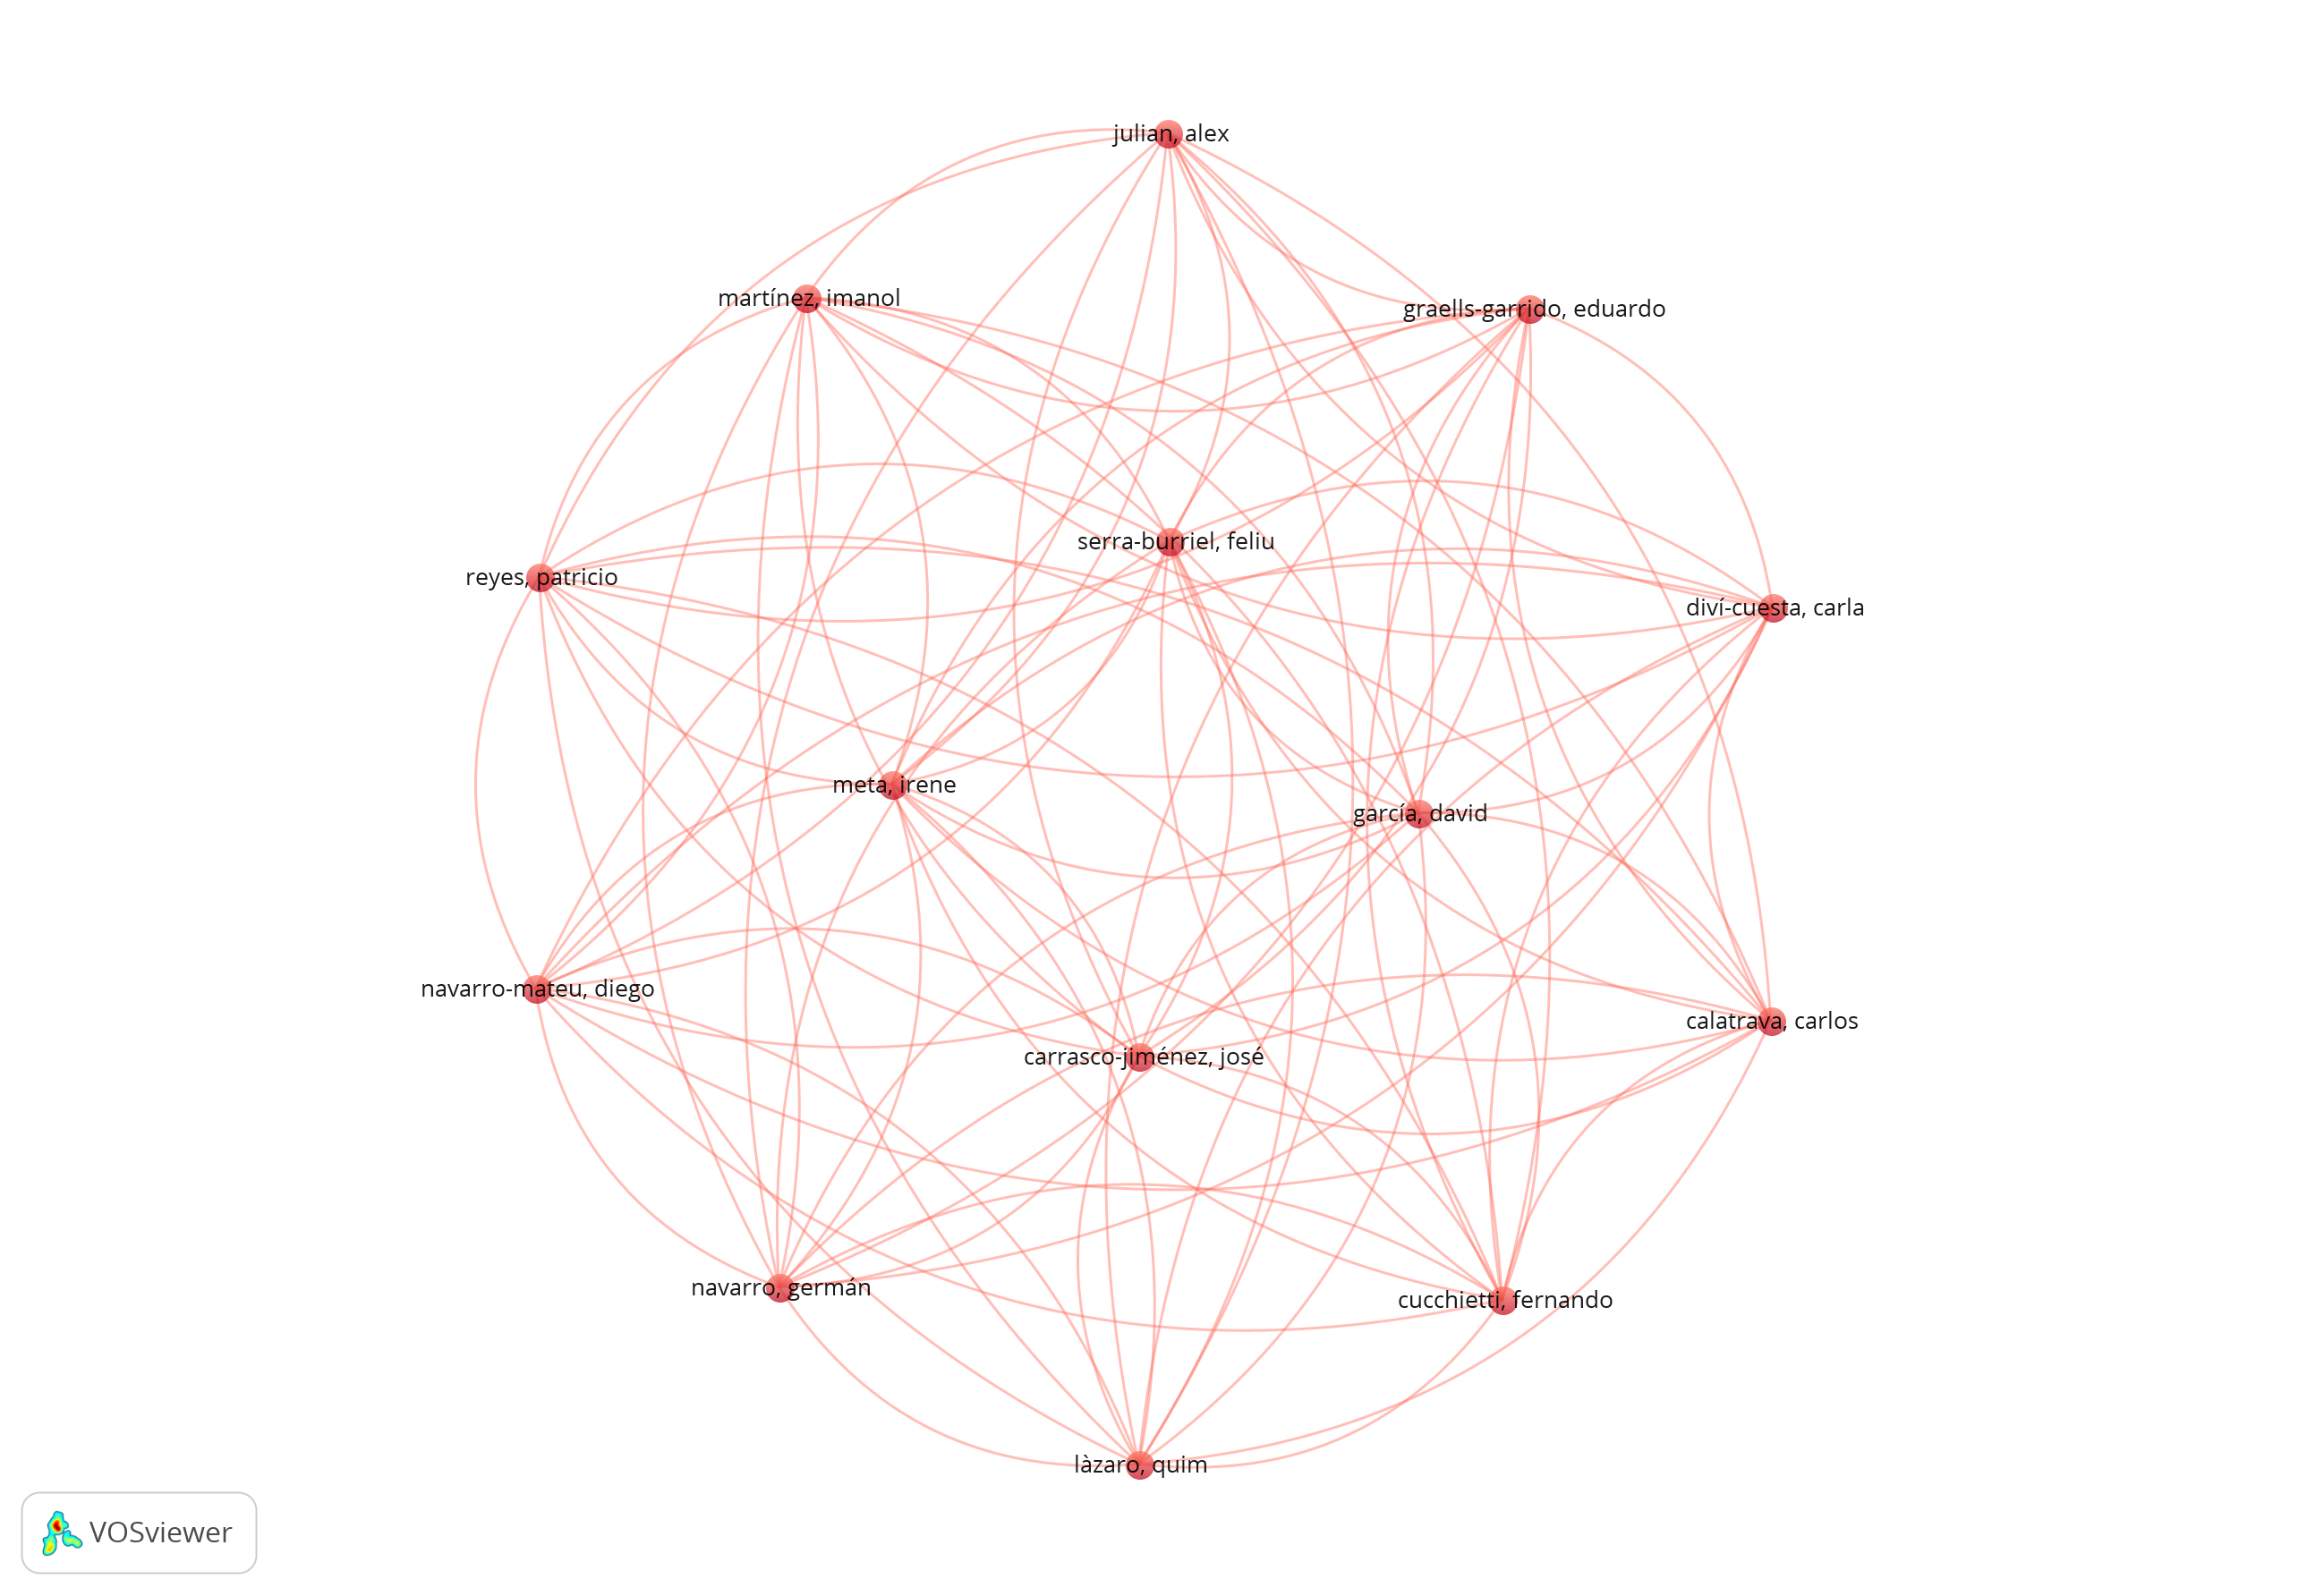 julian, alex
martínez, imanol
graells-garrido, eduardo
serra-burriel, feliu
reyes, patricio
diví-cuesta, carla
meta, irene
garcía, david
navarro-mateu, diego
calatrava, carlos
carrasco-jiménez, josé
navarro, germán
cucchietti, fernando
làzaro, quim
VOSviewer